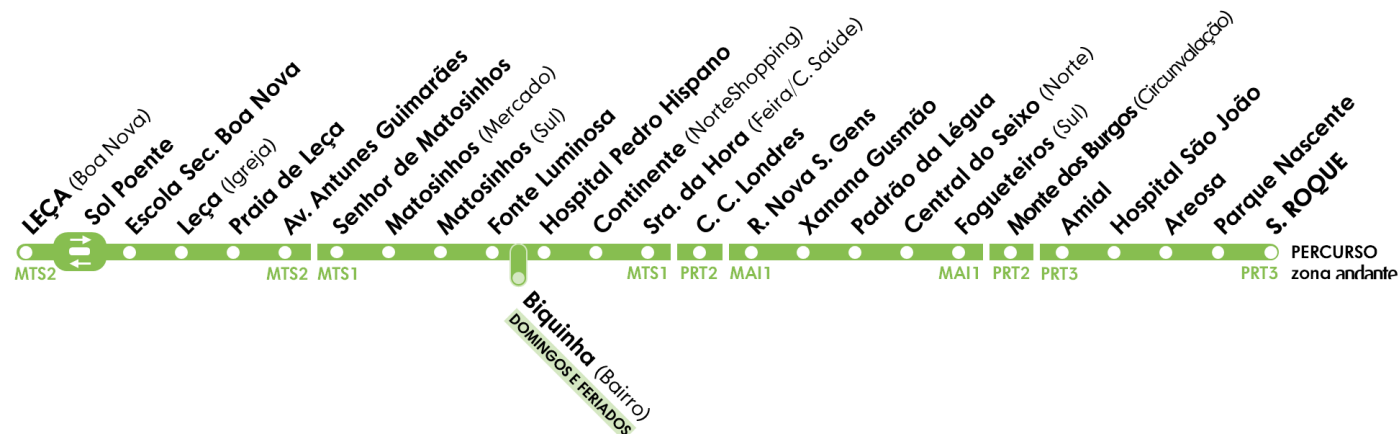 LEÇA (Boa Nova)
Sol Poente
Escola Sec. Boa Nova
Leça (Igreja)
Praia de Leça
Av. Antunes Guimarães
Senhor de Matosinhos
Matosinhos (Mercado)
Matosinhos (Sul)
Fonte Luminosa
Hospital Pedro Hispano
Continente (NorteShopping)
Sra. da Hora (Feira/C. Saúde)
C. C. Londres
R. Nova S. Gens
Xanana Gusmão
Padrão da Légua
Central do Seixo (Norte)
Fogueteiros (Sul)
Monte dos Burgos (Circunvalação)
Amial
Hospital São João
Areosa
Parque Nascente
S. ROQUE
PERCURSO
MTS2 MTS2 MTS1 MTS1 PRT2 MAI1 MAI1 PRT2 PRT3 PRT3 zona andante
Biquinha (Bairro)
DOMINGOS E FERIADOS